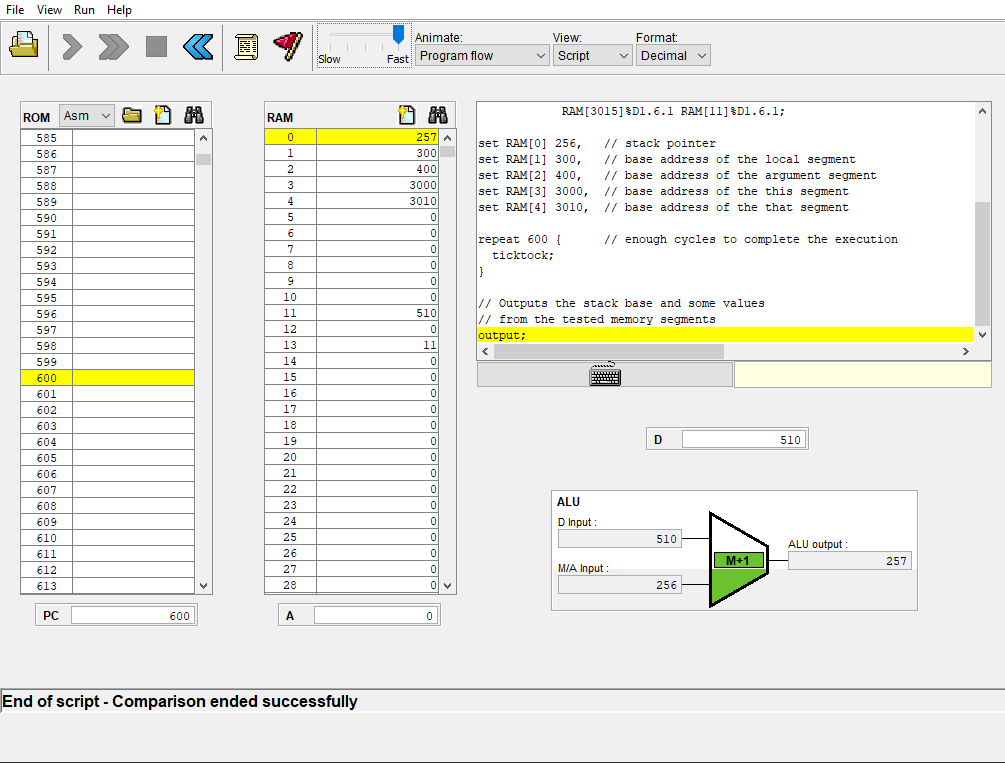 File View Run Help
Animate: View: Format:
Slow Fast Program flow Script Decimal
ROM Asm
585
586
587
588
589
590
591
592
593
594
595
596
597
598
599
600
601
602
603
604
605
606
607
608
609
610
611
612
613
PC 600
RAM
0 257
1 300
2 400
3 3000
4 3010
5 0
6 0
7 0
8 0
9 0
10 0
11 510
12 0
13 11
14 0
15 0
16 0
17 0
18 0
19 0
20 0
21 0
22 0
23 0
24 0
25 0
26 0
27 0
28 0
A 0
RAM[3015]%D1.6.1 RAM[11]%D1.6.1;
set RAM[0] 256, // stack pointer
set RAM[1] 300, // base address of the local segment
set RAM[2] 400, // base address of the argument segment
set RAM[3] 3000, // base address of the this segment
set RAM[4] 3010, // base address of the that segment
repeat 600 { // enough cycles to complete the execution
ticktock;
}
// Outputs the stack base and some values
// from the tested memory segments
output;
D 510
ALU
D Input :
510
M/A Input :
256
M+1
ALU output :
257
End of script - Comparison ended successfully